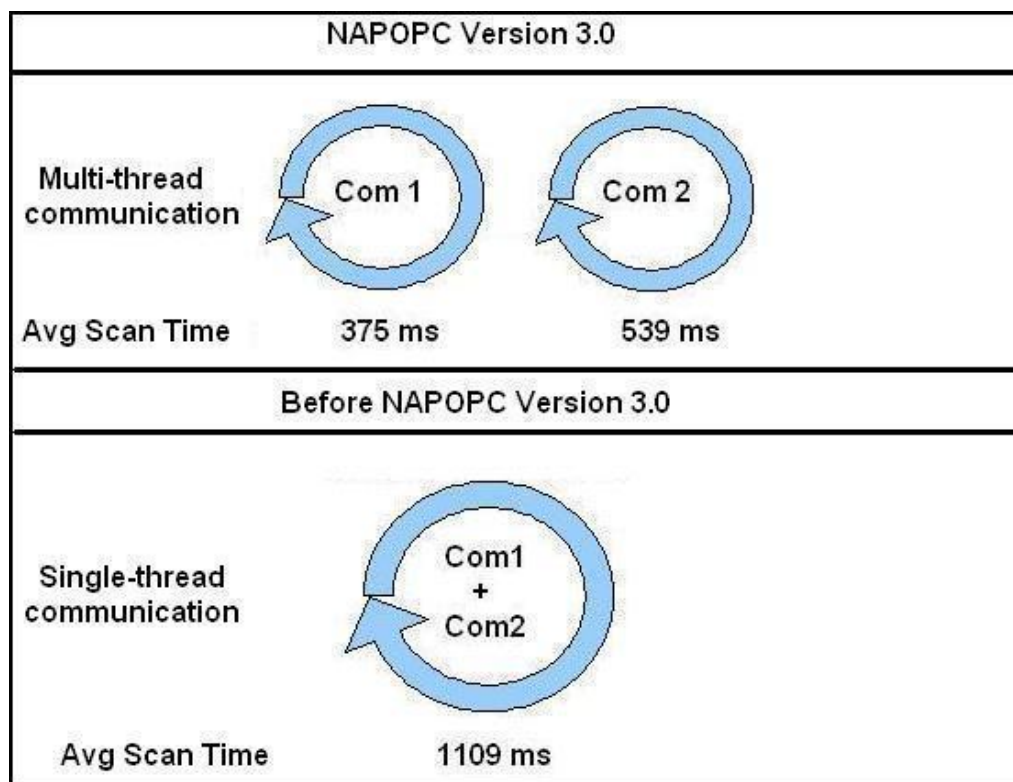 NAPOPC Version 3.0
Multi-thread
communication
Com 1
Com 2
Avg Scan Time 375 ms 539 ms
Before NAPOPC Version 3.0
Single-thread
communication
Com1
+
Com2
Avg Scan Time 1109 ms